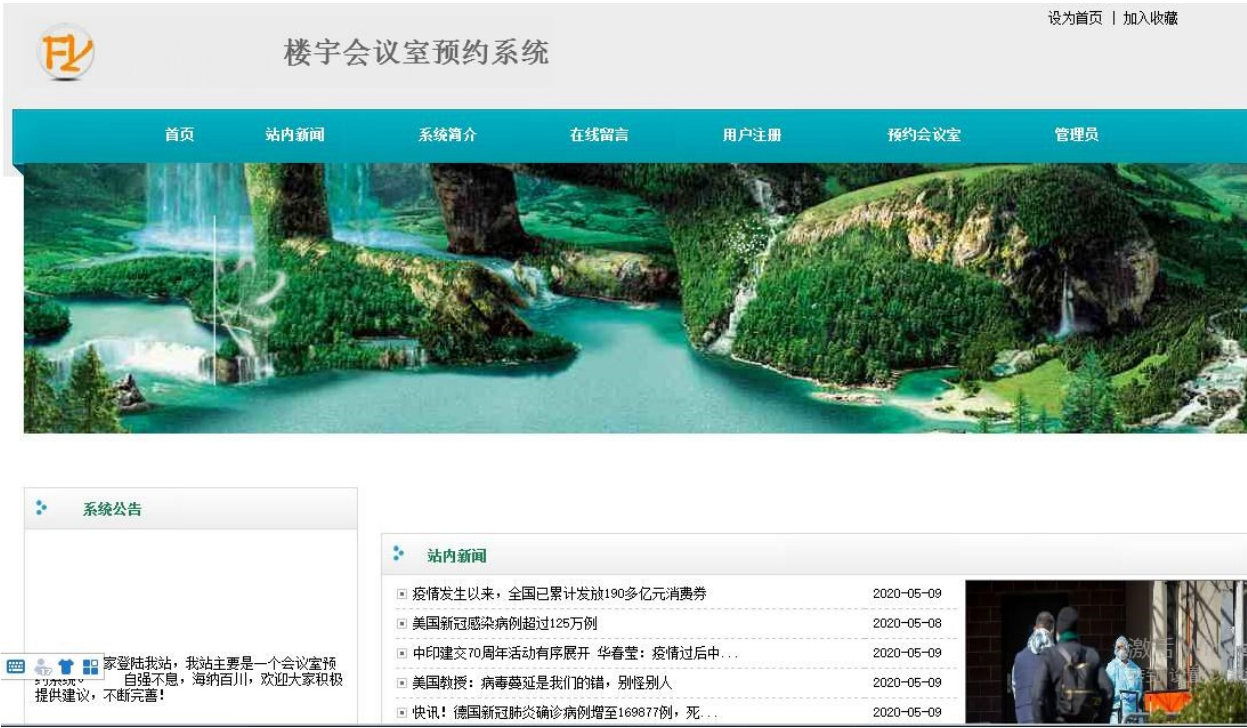 设为首页 | 加入收藏
FL
楼宇会议室预约系统
首页 站内新闻 系统简介 在线留言 用户注册 预约会议室 管理员
系统公告
站内新闻
疫情发生以来，全国已累计发放190多亿元消费券 2020-05-09
美国新冠感染病例超过125万例 2020-05-08
中印建交70周年活动有序展开 华春莹：疫情过后中... 2020-05-09
美国教授：病毒蔓延是我们的错，别怪别人 2020-05-09
快讯！德国新冠肺炎确诊病例增至169877例，死... 2020-05-09
家登陆我站，我站主要是一个会议室预
约系统。 自强不息，海纳百川，欢迎大家积极
提供建议，不断完善！
激活